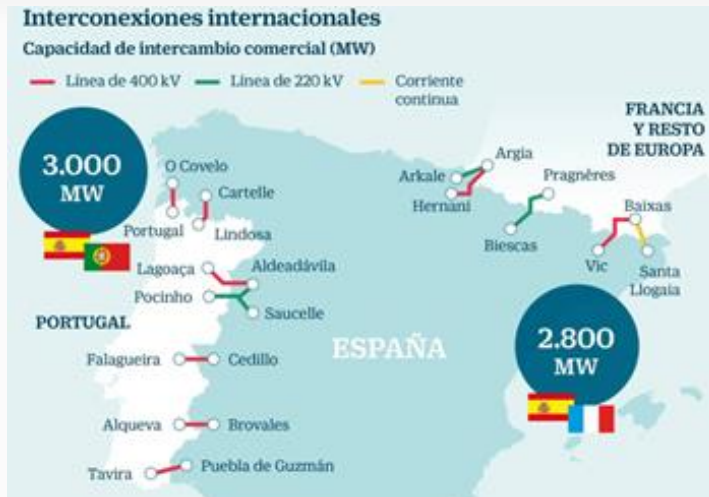 Interconexiones internacionales
Capacidad de intercambio comercial (MW)
Línea de 400 kV
Línea de 220 kV
Corriente
continua
FRANCIA
Y RESTO
DE EUROPA
3.000
MW
O Covelo
Cartelle
Portugal
Lindosa
Arkale
Argia
Hernani
Pragnères
Biescas
Baixas
Vic
Santa
Llogaia
Lagoaça
Aldeadávila
Pocinho
Saucelle
PORTUGAL
ESPAÑA
2.800
MW
Falagueira
Cedillo
Alqueva
Brovales
Tavira
Puebla de Guzmán